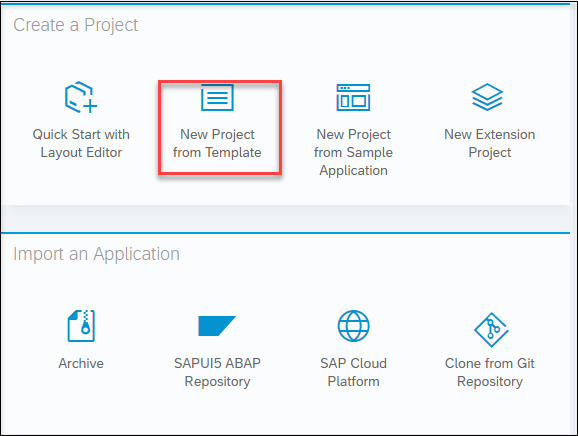 Create a Project
Quick Start with
Layout Editor
New Project
from Template
New Project
from Sample
Application
New Extension
Project
Import an Application
Archive
SAPUI5 ABAP
Repository
SAP Cloud
Platform
Clone from Git
Repository